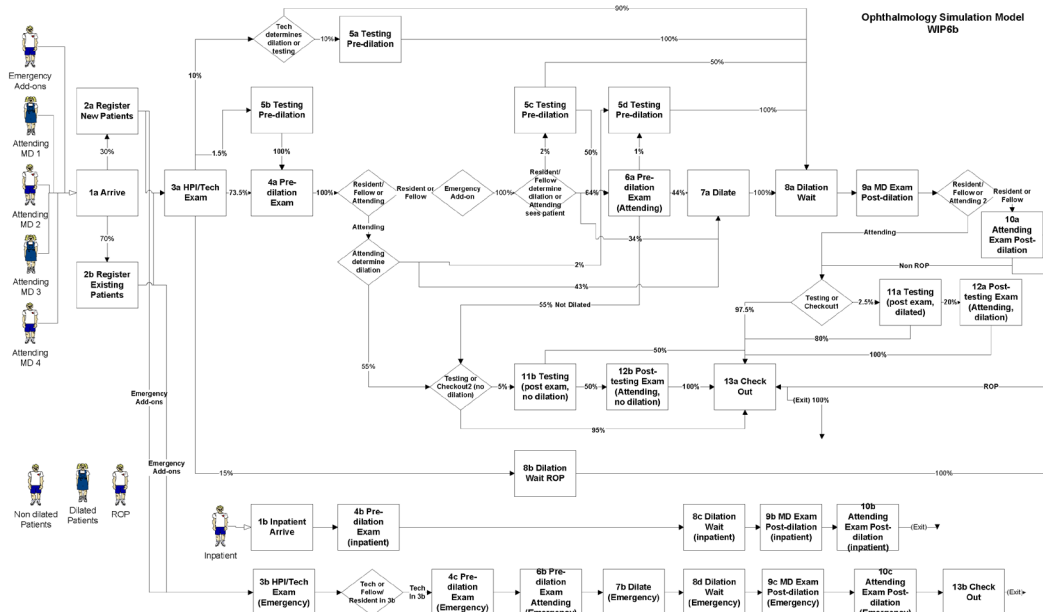 Ophthalmology Simulation Model
WIP6b
Emergency
Add-ons
Attending
MD 1
Attending
MD 2
Attending
MD 3
Attending
MD 4
2a Register
New Patients
30%
1a Arrive
70%
2b Register
Existing
Patients
Emergency
Add-ons
Emergency
Add-ons
3a HPI/Tech
Exam
10%
1.5%
73.5%
15%
Tech
determines
dilation or
testing
10%
90%
5a Testing
Pre-dilation
100%
5b Testing
Pre-dilation
100%
4a Pre-
dilation
Exam
100%
Resident/
Fellow or
Attending
Resident or
Fellow
Attending
Emergency
Add-on
100%
Resident/
Fellow determine
dilation or
Attending
sees patient
2%
64%
34%
5c Testing
Pre-dilation
50%
50%
5d Testing
Pre-dilation
100%
1%
6a Pre-
dilation
Exam
(Attending)
44%
55% Not Dilated
7a Dilate
100%
8a Dilation
Wait
9a MD Exam
Post-dilation
Resident/
Fellow or
Attending 2
Resident or
Fellow
Attending
10a
Attending
Exam Post-
dilation
Non ROP
Attending
determine
dilation
2%
43%
55%
Testing or
Checkout1
2.5%
97.5%
11a Testing
(post exam,
dilated)
20%
80%
12a Post-
testing Exam
(Attending,
dilation)
100%
Testing or
Checkout2 (no
dilation)
5%
95%
11b Testing
(post exam,
no dilation)
50%
50%
12b Post-
testing Exam
(Attending,
no dilation)
100%
13a Check
Out
ROP
(Exit) 100%
8b Dilation
Wait ROP
100%
Non dilated
Patients
Dilated
Patients
ROP
Inpatient
1b Inpatient
Arrive
4b Pre-
dilation
Exam
(inpatient)
8c Dilation
Wait
(inpatient)
9b MD Exam
Post-dilation
(inpatient)
10b
Attending
Exam Post-
dilation
(inpatient)
(Exit)
3b HPI/Tech
Exam
(Emergency)
Tech or
Fellow/
Resident in 3b
Tech
in 3b
4c Pre-
dilation
Exam
(Emergency)
6b Pre-
dilation
Exam
Attending
(Emergency)
7b Dilate
(Emergency)
8d Dilation
Wait
(Emergency)
9c MD Exam
Post-dilation
(Emergency)
10c
Attending
Exam Post-
dilation
(Emergency)
13b Check
Out
(Exit)